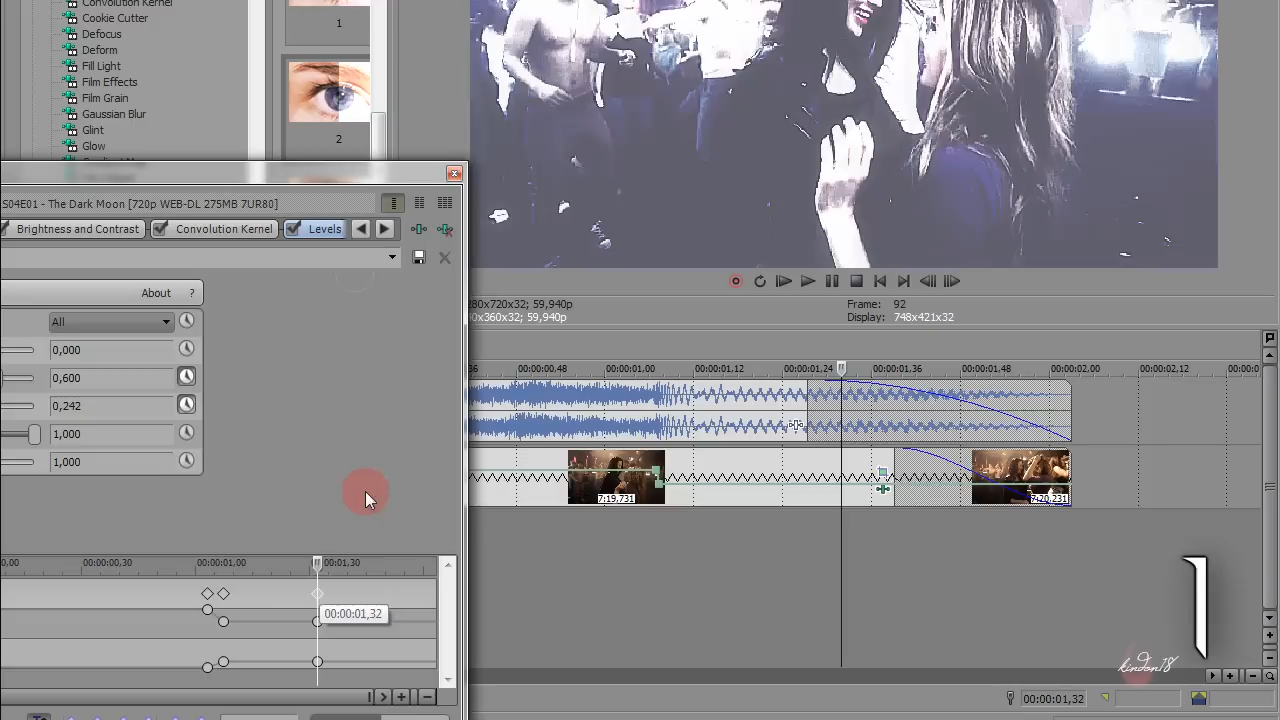 Convolution Kernel
Cookie Cutter
Defocus
Deform
Fill Light
Film Effects
Film Grain
Gaussian Blur
Glint
Glow
1
2
S04E01 - The Dark Moon [720p WEB-DL 275MB 7UR80]
Brightness and Contrast
Convolution Kernel
Levels
About ?
All
0,000
0,600
0,242
1,000
1,000
00:00:00,30
00:00:01,00
00:00:01,30
00:00:01,32
80x720x32; 59,940p
0x360x32; 59,940p
Frame: 92
Display: 748x421x32
00:00:00,48
00:00:01,00
00:00:01,12
00:00:01,24
00:00:01,36
00:00:01,48
00:00:02,00
00:00:02,12
7:19,731
7:20,231
1
kindon18
00:00:01,32